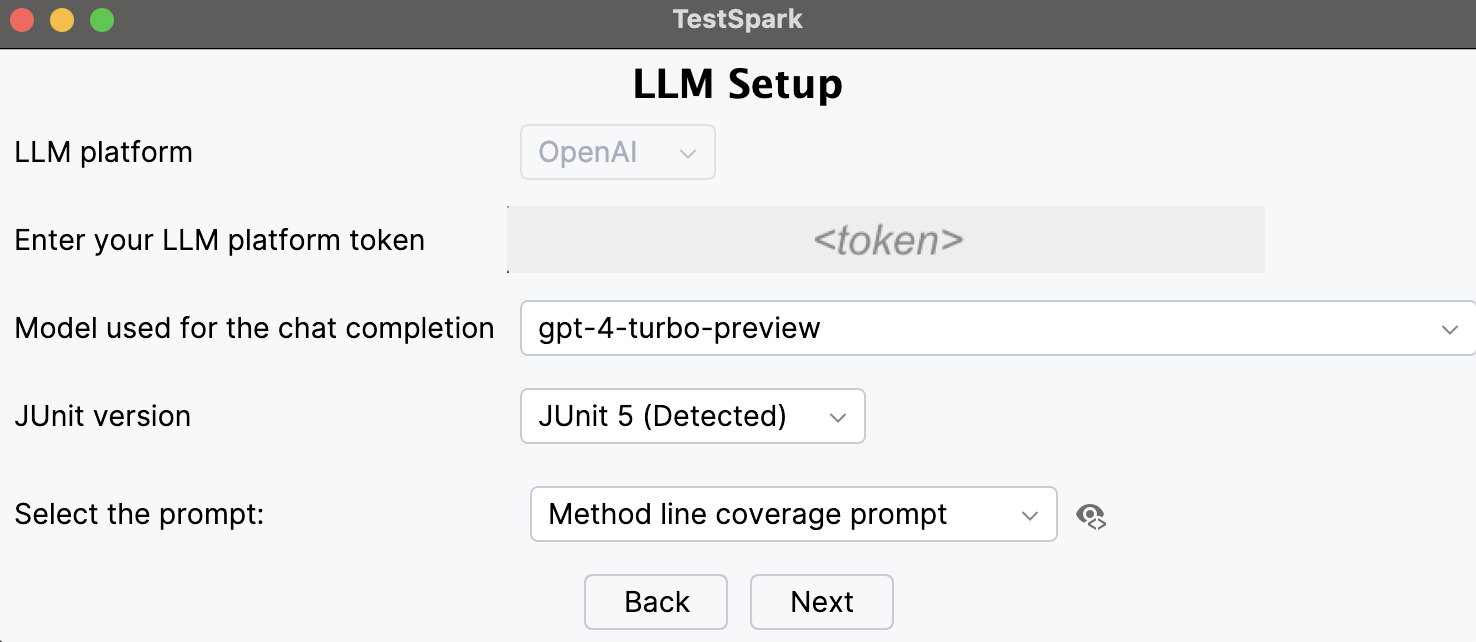 TestSpark
LLM Setup
LLM platform OpenAI
Enter your LLM platform token <token>
Model used for the chat completion gpt-4-turbo-preview
JUnit version JUnit 5 (Detected)
Select the prompt: Method line coverage prompt
Back Next